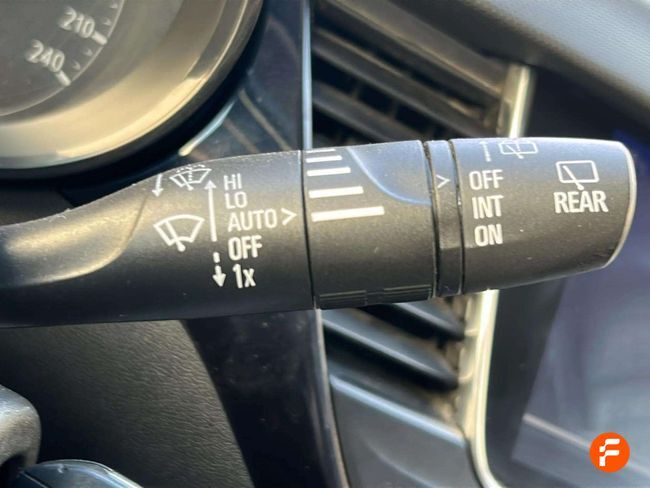 210
240
HI
LO
AUTO >
OFF
1x
>
OFF
INT
ON
REAR